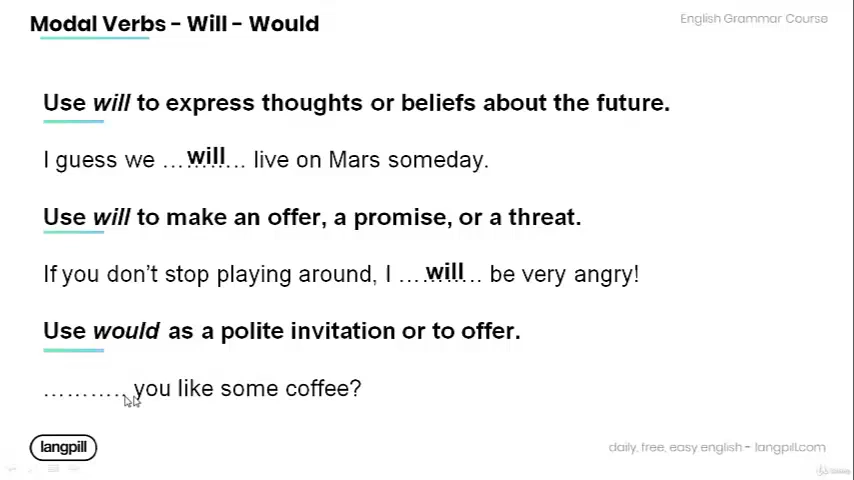 Modal Verbs - Will - Would
English Grammar Course
Use will to express thoughts or beliefs about the future.
I guess we …will….. live on Mars someday.
Use will to make an offer, a promise, or a threat.
If you don't stop playing around, I …will….. be very angry!
Use would as a polite invitation or to offer.
……….. you like some coffee?
langpill
daily, free, easy english - langpill.com